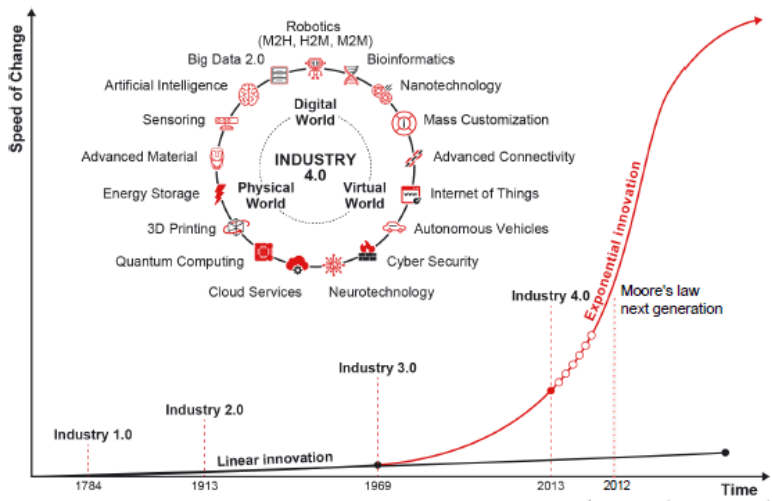 Speed of Change
Robotics
(M2H, H2M, M2M)
Big Data 2.0
Bioinformatics
Artificial Intelligence
Nanotechnology
Sensoring
Mass Customization
Advanced Material
Advanced Connectivity
Energy Storage
Internet of Things
3D Printing
Autonomous Vehicles
Quantum Computing
Cyber Security
Cloud Services
Neurotechnology
Digital
World
INDUSTRY
4.0
Physical
World
Virtual
World
Exponential innovation
Industry 4.0
Moore's law
next generation
Industry 3.0
Industry 2.0
Industry 1.0
Linear innovation
1784
1913
1969
2013
2012
Time